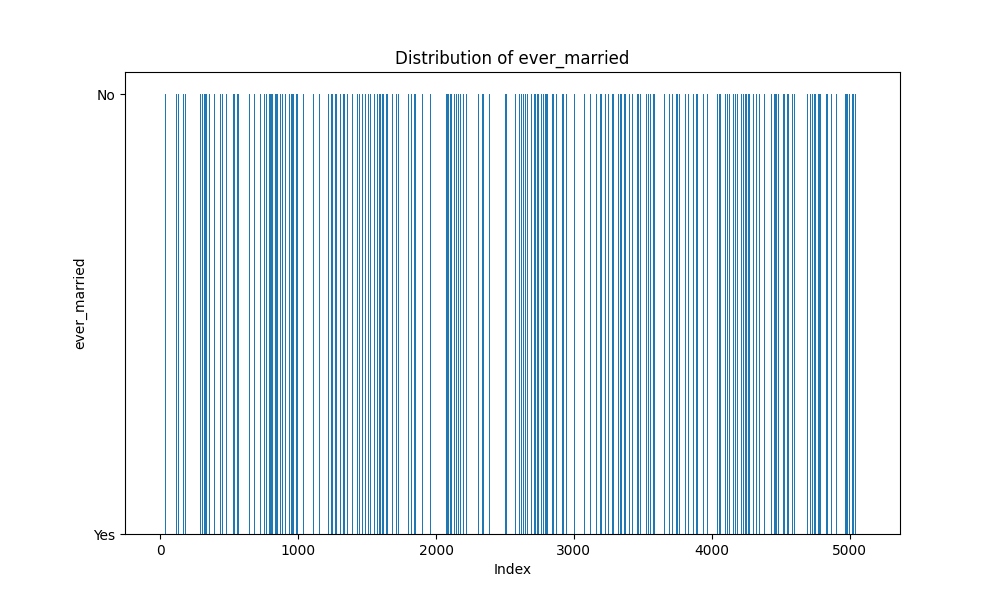 Distribution of ever_married
No
ever_married
Yes
0 1000 2000 3000 4000 5000
Index